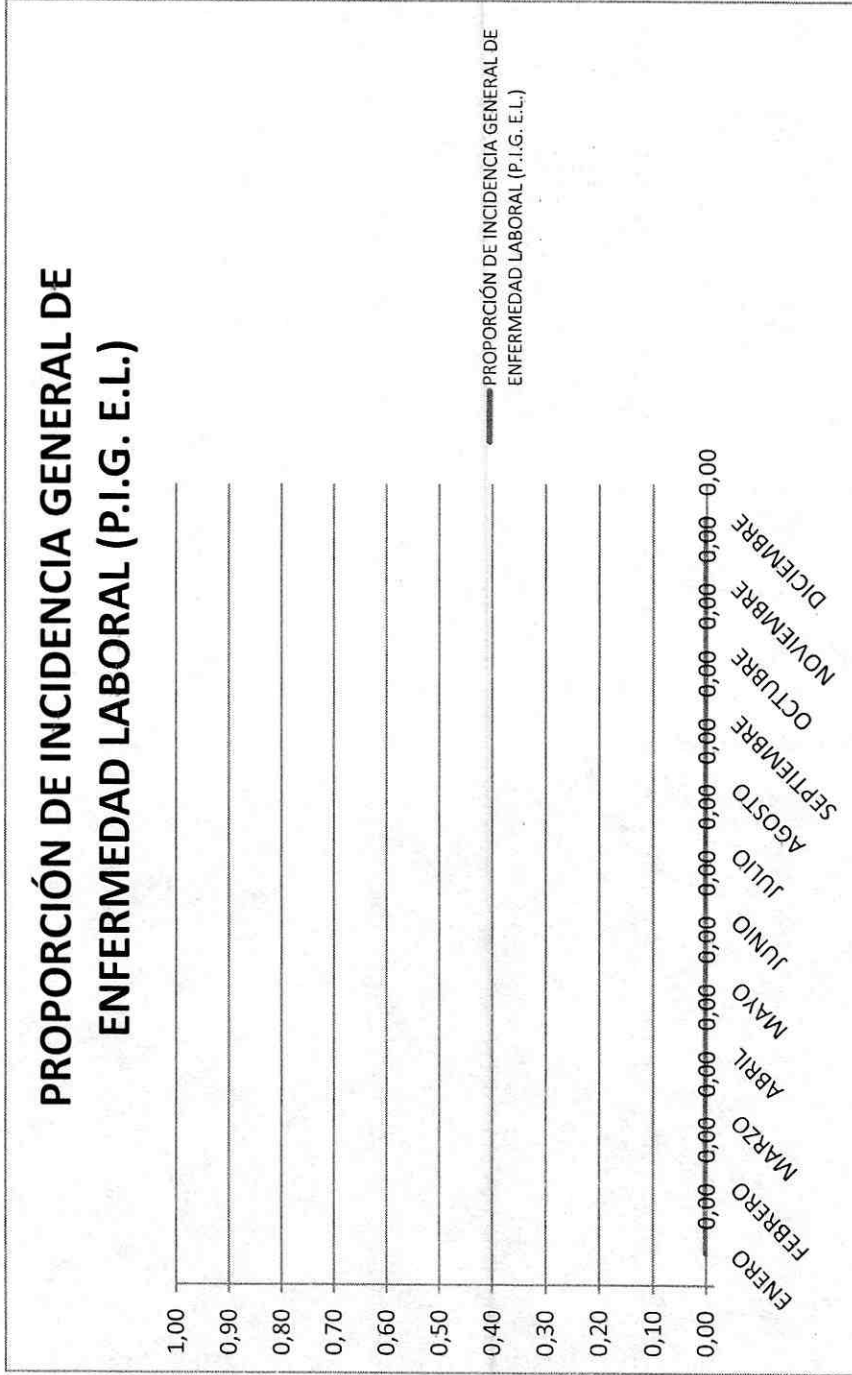 PROPORCIÓN DE INCIDENCIA GENERAL DE
ENFERMEDAD LABORAL (P.I.G. E.L.)
1,00
0,90
0,80
0,70
0,60
0,50
0,40
0,30
0,20
0,10
0,00
0,00 0,00 0,00 0,00 0,00 0,00 0,00 0,00 0,00 0,00 0,00 0,00
ENERO
FEBRERO
MARZO
ABRIL
MAYO
JUNIO
JULIO
AGOSTO
SEPTIEMBRE
OCTUBRE
NOVIEMBRE
DICIEMBRE
PROPORCIÓN DE INCIDENCIA GENERAL DE
ENFERMEDAD LABORAL (P.I.G. E.L.)